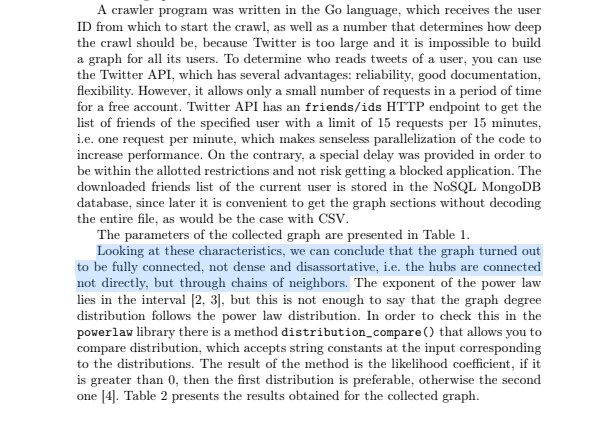 A crawler program was written in the Go language, which receives the user
ID from which to start the crawl, as well as a number that determines how deep
the crawl should be, because Twitter is too large and it is impossible to build
a graph for all its users. To determine who reads tweets of a user, you can use
the Twitter API, which has several advantages: reliability, good documentation,
flexibility. However, it allows only a small number of requests in a period of time
for a free account. Twitter API has an friends/ids HTTP endpoint to get the
list of friends of the specified user with a limit of 15 requests per 15 minutes,
i.e. one request per minute, which makes senseless parallelization of the code to
increase performance. On the contrary, a special delay was provided in order to
be within the allotted restrictions and not risk getting a blocked application. The
downloaded friends list of the current user is stored in the NoSQL MongoDB
database, since later it is convenient to get the graph sections without decoding
the entire file, as would be the case with CSV.
The parameters of the collected graph are presented in Table 1.
Looking at these characteristics, we can conclude that the graph turned out
to be fully connected, not dense and disassortative, i.e. the hubs are connected
not directly, but through chains of neighbors. The exponent of the power law
lies in the interval [2, 3], but this is not enough to say that the graph degree
distribution follows the power law distribution. In order to check this in the
powerlaw library there is a method distribution_compare() that allows you to
compare distribution, which accepts string constants at the input corresponding
to the distributions. The result of the method is the likelihood coefficient, if it
is greater than 0, then the first distribution is preferable, otherwise the second
one [4]. Table 2 presents the results obtained for the collected graph.